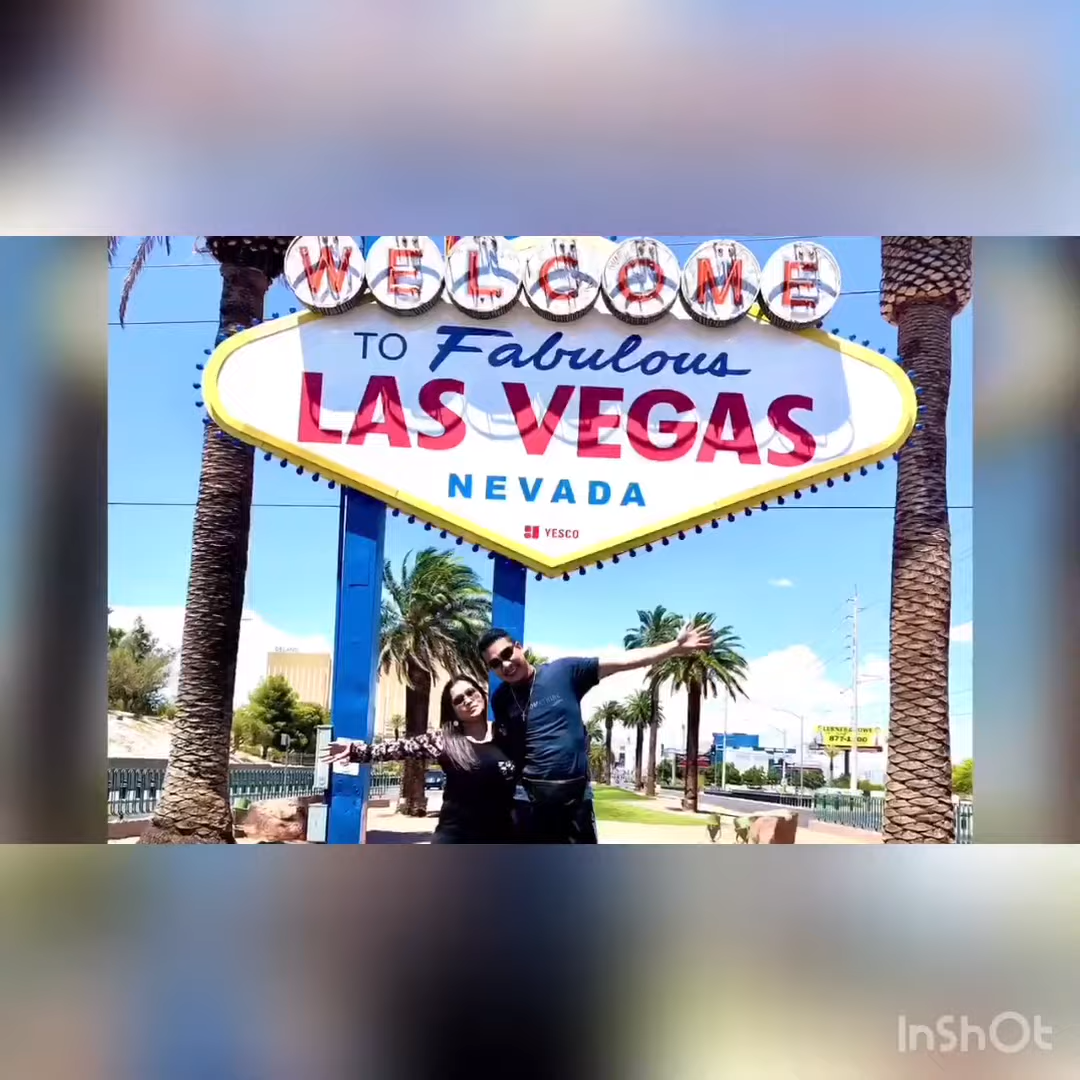 WELCOME
TO Fabulous
LAS VEGAS
NEVADA
YESCO
InShOt